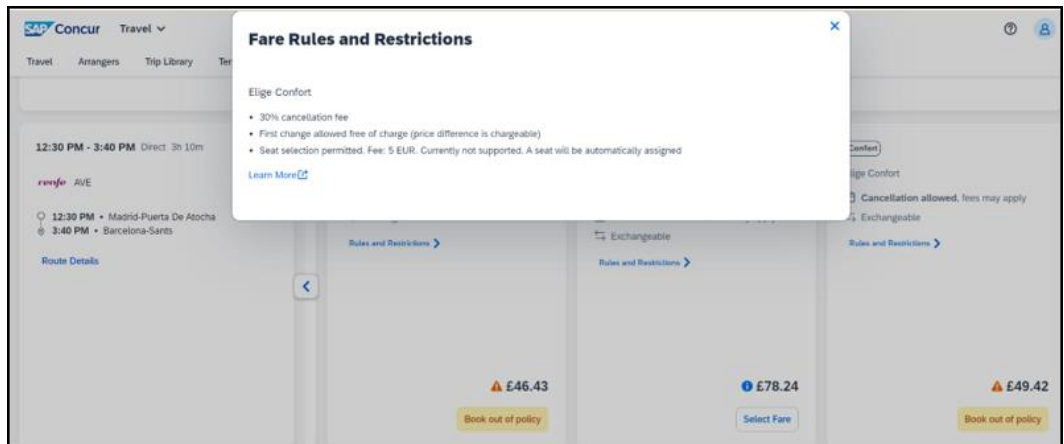 SAP Concur Travel
Travel Arrangers Trip Library
Fare Rules and Restrictions
Elige Confort
• 30% cancellation fee
• First change allowed free of charge (price difference is chargeable)
• Seat selection permitted. Fee: 5 EUR. Currently not supported. A seat will be automatically assigned
Learn More
12:30 PM - 3:40 PM Direct 3h 10m
renfe AVE
12:30 PM • Madrid-Puerta De Atocha
3:40 PM • Barcelona-Sants
Route Details
Rules and Restrictions
£46.43
Book out of policy
Exchangeable
Rules and Restrictions
£78.24
Select Fare
Confort
Elige Confort
Cancellation allowed, fees may apply
Exchangeable
Rules and Restrictions
£49.42
Book out of policy